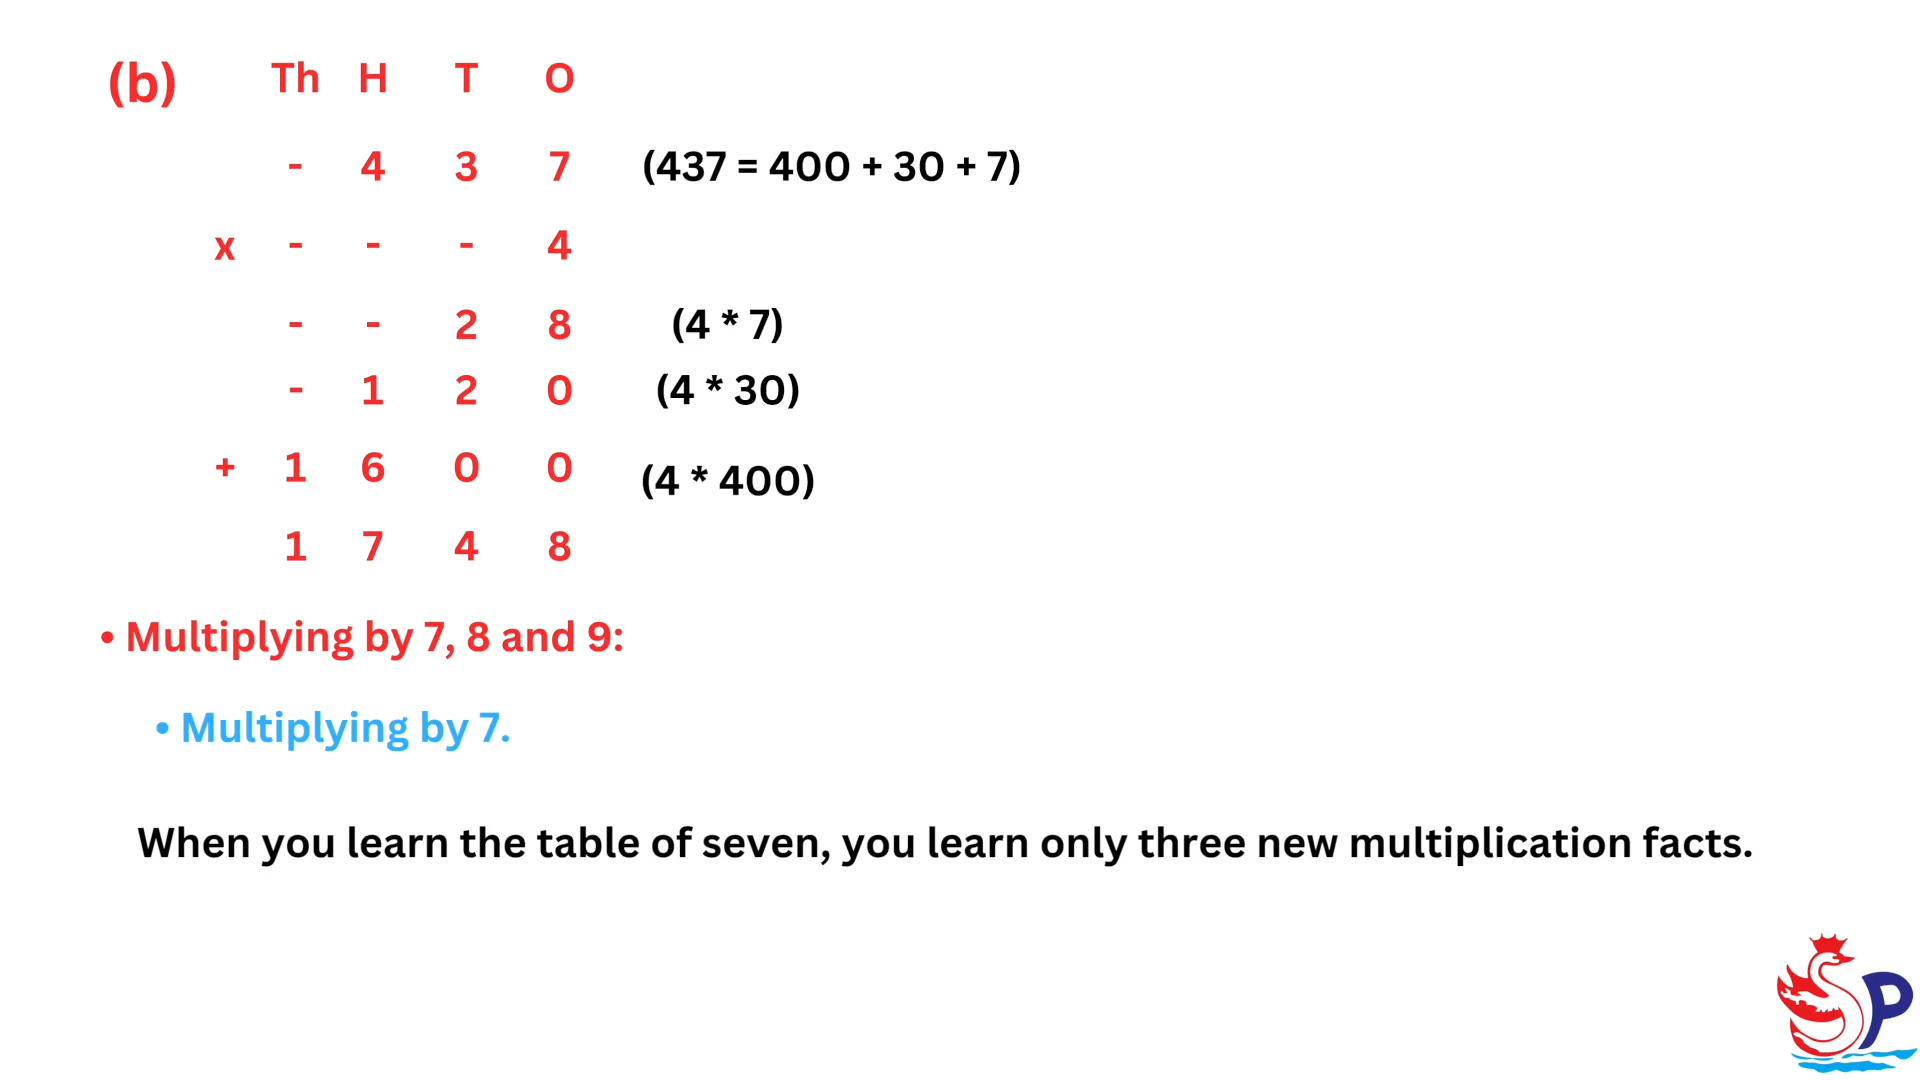 (b) Th H T O
- 4 3 7 (437 = 400 + 30 + 7)
x - - - 4
- - 2 8 (4 * 7)
- 1 2 0 (4 * 30)
+ 1 6 0 0 (4 * 400)
1 7 4 8
• Multiplying by 7, 8 and 9:
• Multiplying by 7.
When you learn the table of seven, you learn only three new multiplication facts.
SP